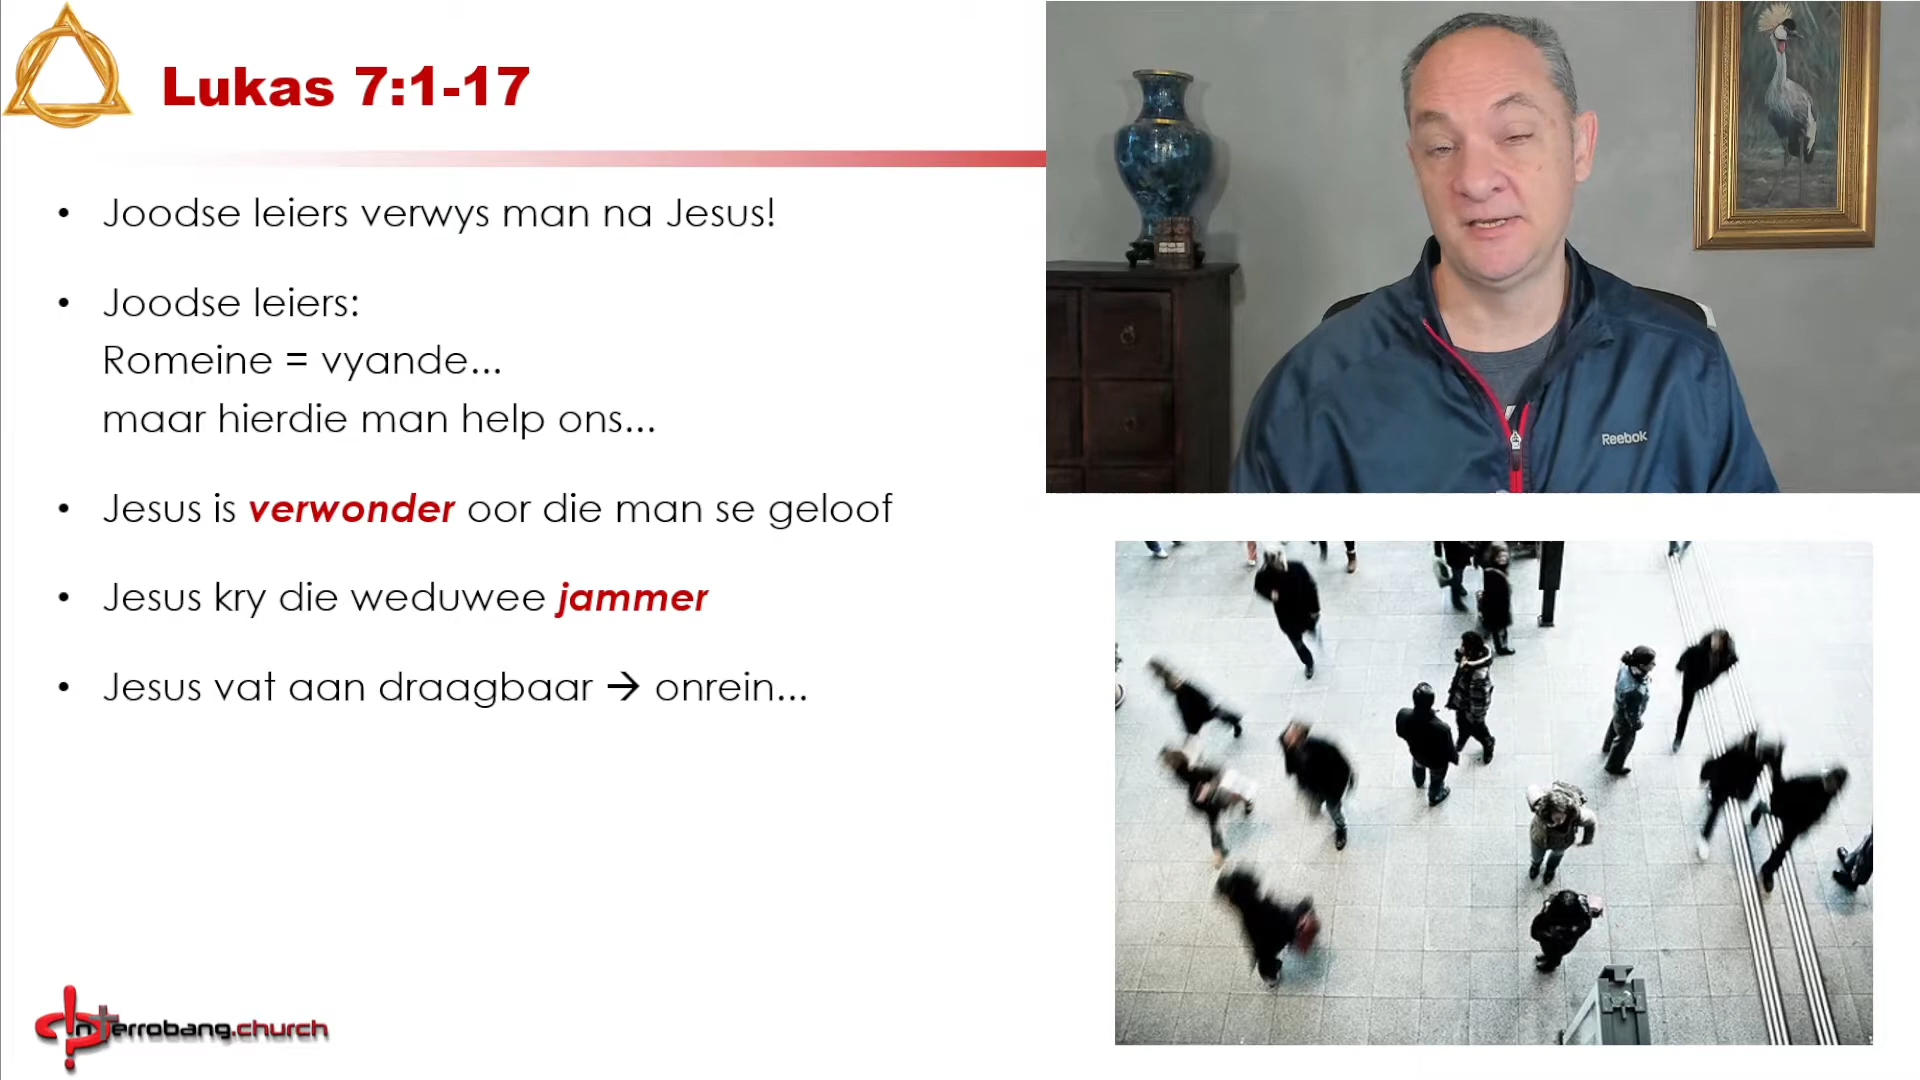 Lukas 7:1-17
• Joodse leiers verwys man na Jesus!
• Joodse leiers:
Romeine = vyande...
maar hierdie man help ons...
• Jesus is verwonder oor die man se geloof
• Jesus kry die weduwee jammer
• Jesus vat aan draagbaar → onrein...
Reebok
Interrobang.church